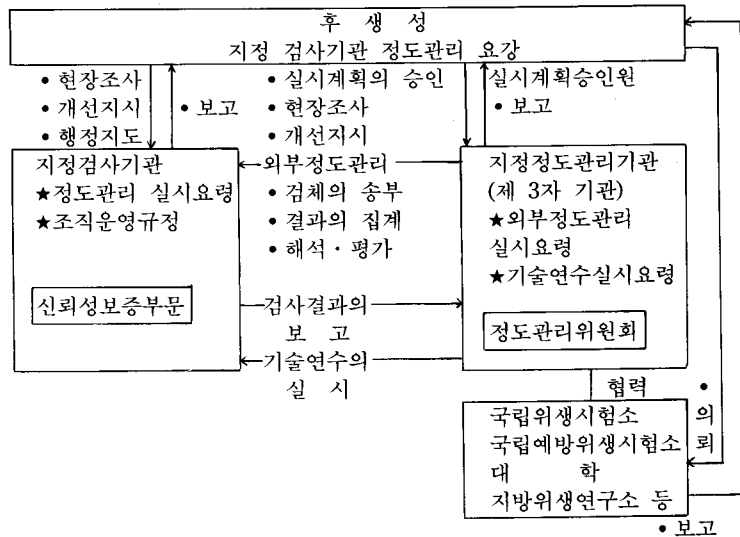 후 생 성
지정 검사기관 정도관리 요강
• 현장조사
• 개선지시
• 행정지도
• 보고
• 실시계획의 승인
• 현장조사
• 개선지시
실시계획승인원
• 보고
지정검사기관
★정도관리 실시요령
★조직운영규정
신뢰성보증부문
외부정도관리
• 검체의 송부
• 결과의 집계
• 해석・평가
검사결과의
보 고
기술연수의
실 시
지정정도관리기관
(제 3자 기관)
★외부정도관리
실시요령
★기술연수실시요령
정도관리위원회
협력
• 의뢰
국립위생시험소
국립예방위생시험소
대 학
지방위생연구소 등
• 보고